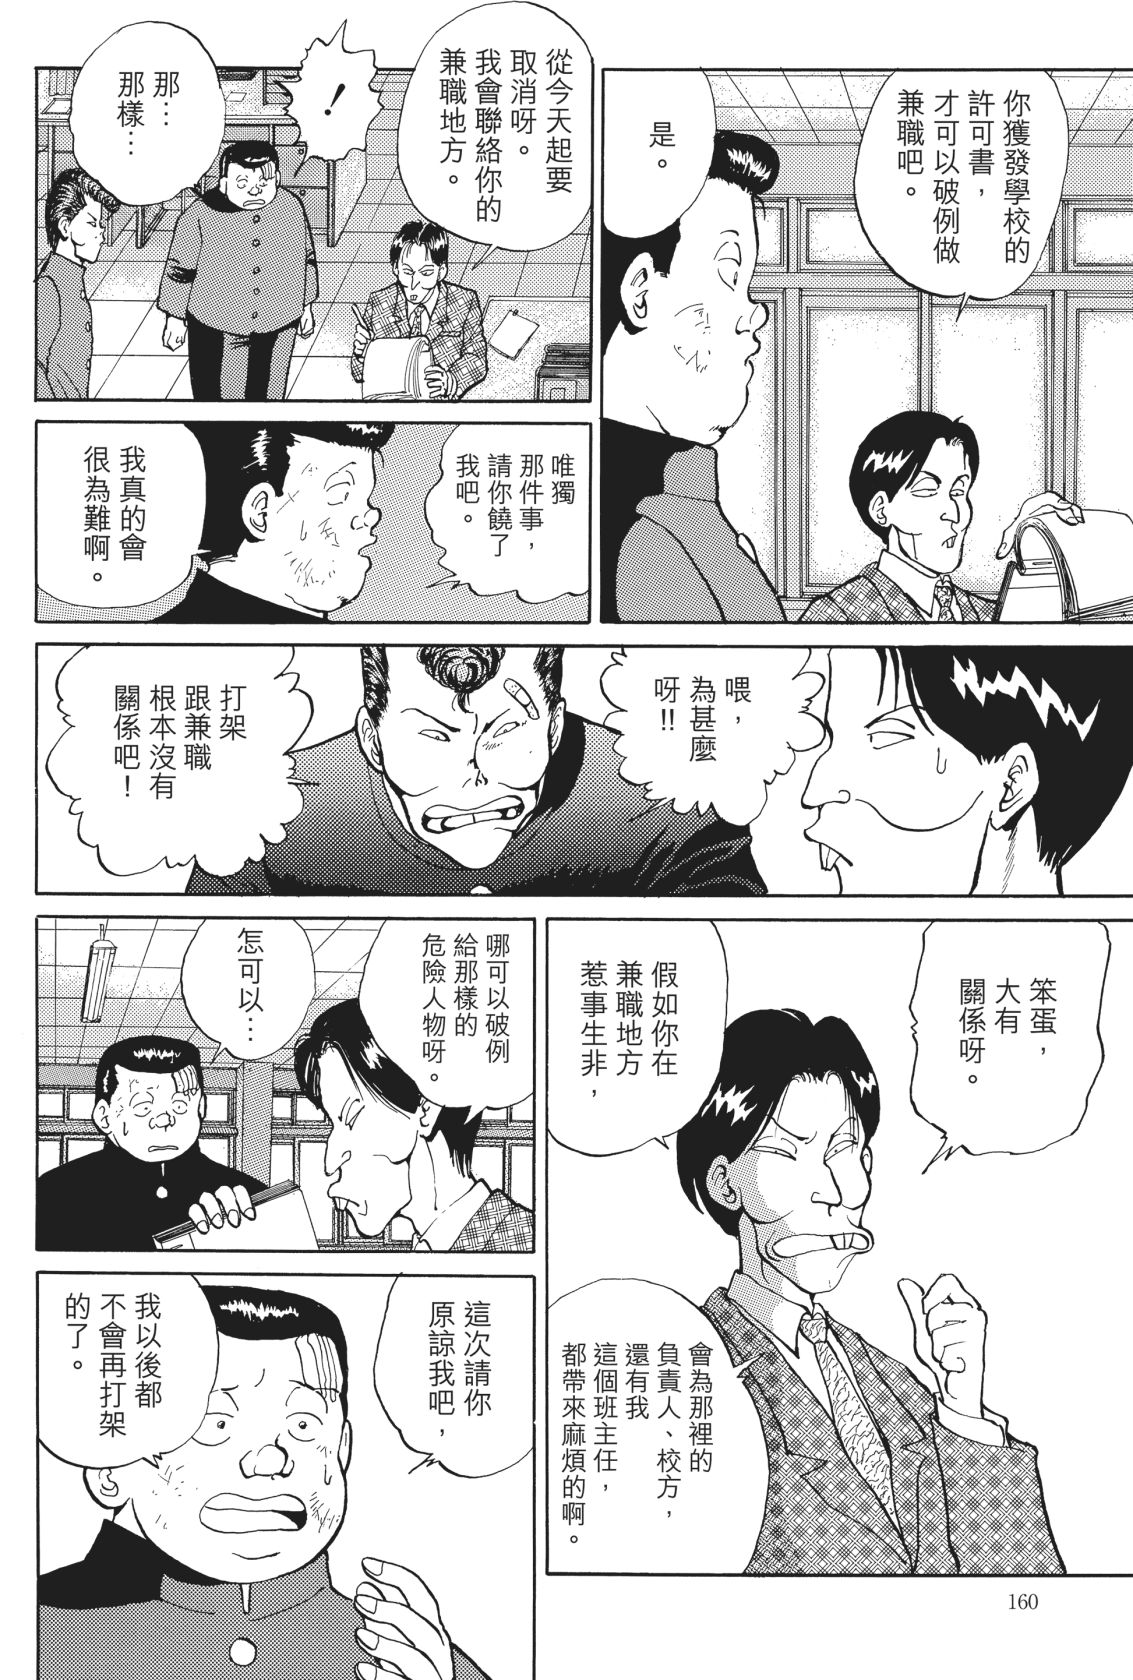 你獲發學校的
許可書，
才可以破例做
兼職吧。
是。
從今天起要
取消呀。
我會聯絡你的
兼職地方。
！
那…
那樣…
唯獨
那件事，
請你饒了
我吧。
我真的會
很為難啊。
喂，
為甚麼
呀!!
打架
跟兼職
根本沒有
關係吧！
笨蛋，
大有
關係呀。
假如你在
兼職地方
惹事生非，
會為那裡的
負責人、校方，
還有我
這個班主任，
都帶來麻煩的啊。
哪可以破例
給那樣的
危險人物呀。
怎可以…
這次請你
原諒我吧，
我以後都
不會再打架
的了。
160